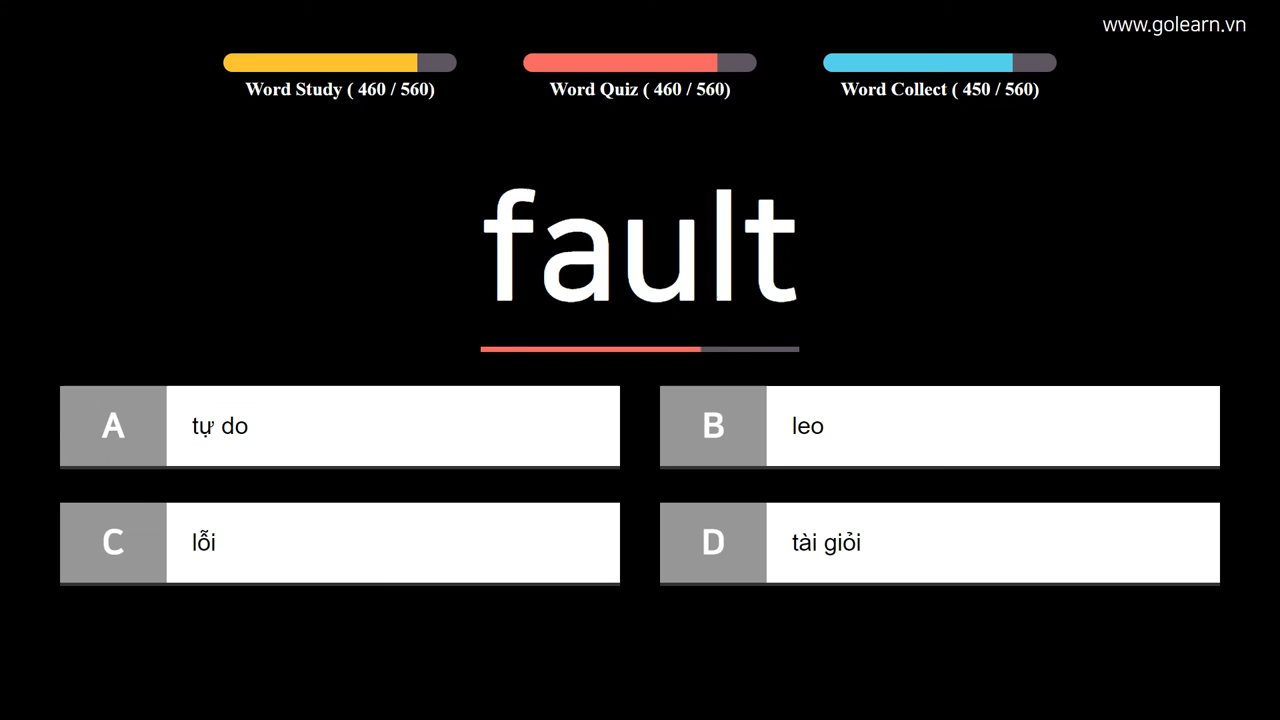 www.golearn.vn
Word Study ( 460 / 560)
Word Quiz ( 460 / 560)
Word Collect ( 450 / 560)
fault
A tự do
B leo
C lỗi
D tài giỏi